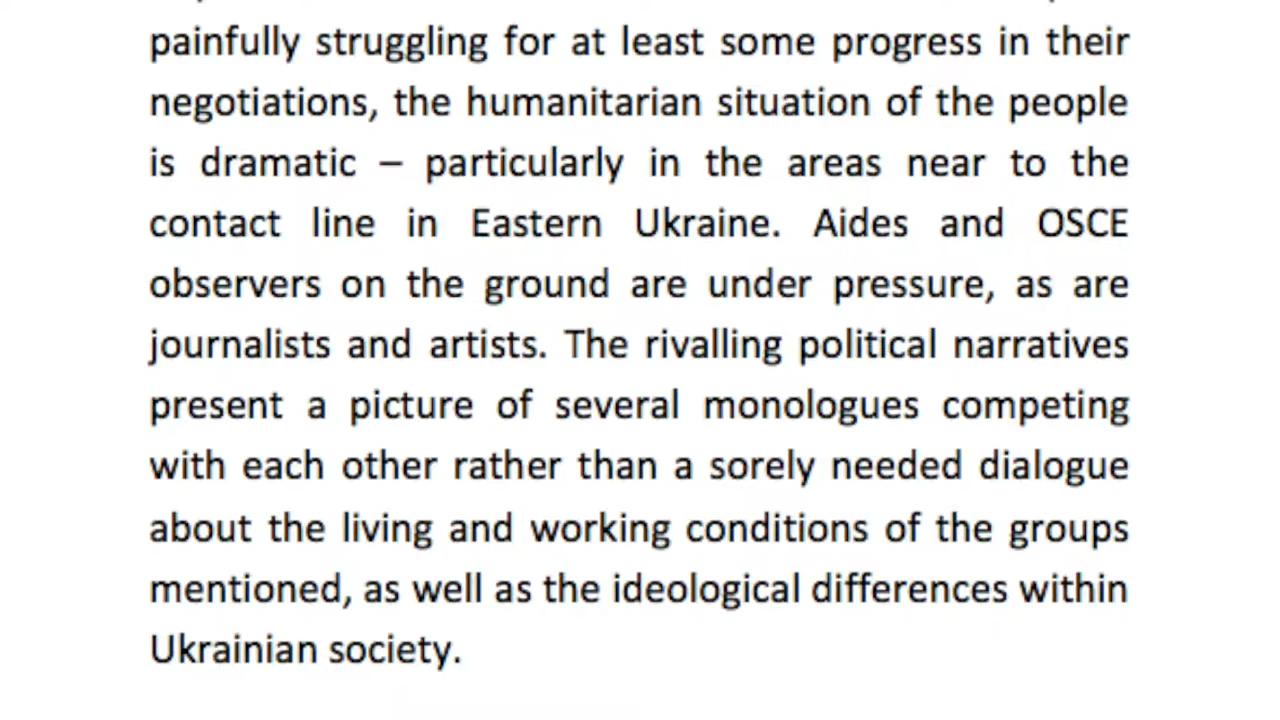 painfully struggling for at least some progress in their
negotiations, the humanitarian situation of the people
is dramatic – particularly in the areas near to the
contact line in Eastern Ukraine. Aides and OSCE
observers on the ground are under pressure, as are
journalists and artists. The rivalling political narratives
present a picture of several monologues competing
with each other rather than a sorely needed dialogue
about the living and working conditions of the groups
mentioned, as well as the ideological differences within
Ukrainian society.